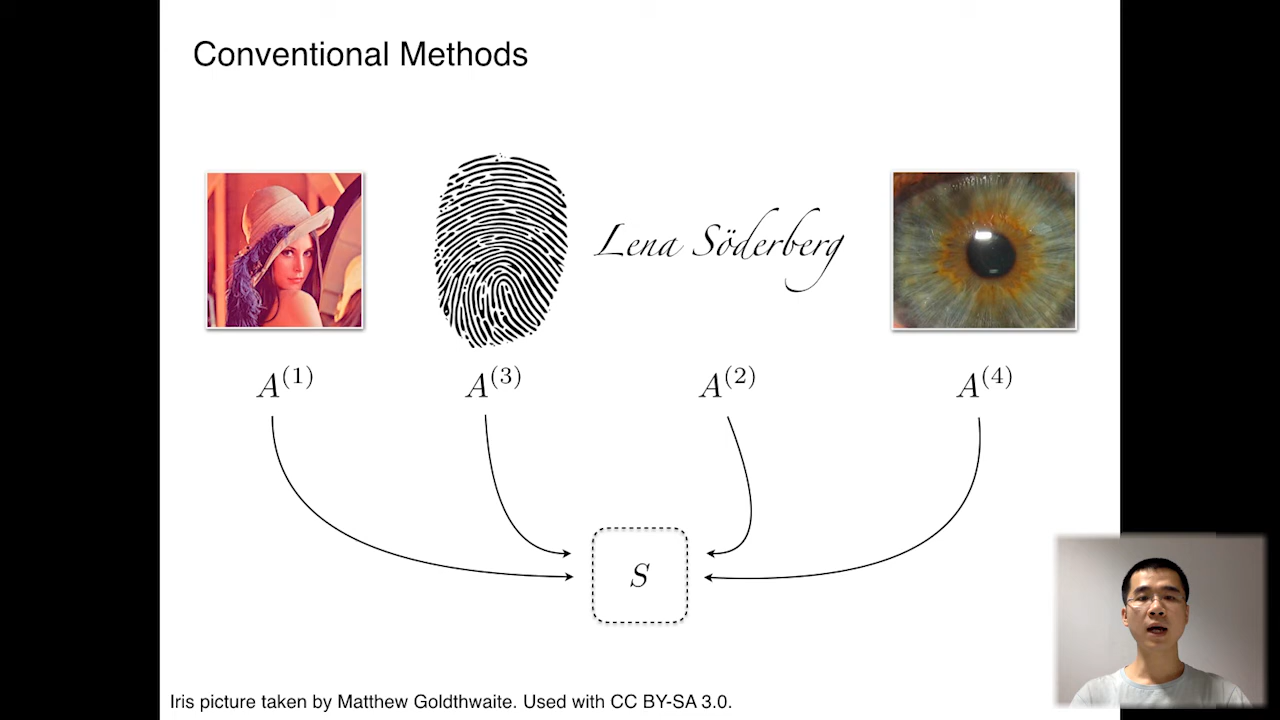 Conventional Methods
Lena Söderberg
A(1) A(3) A(2) A(4)
S
Iris picture taken by Matthew Goldthwaite. Used with CC BY-SA 3.0.